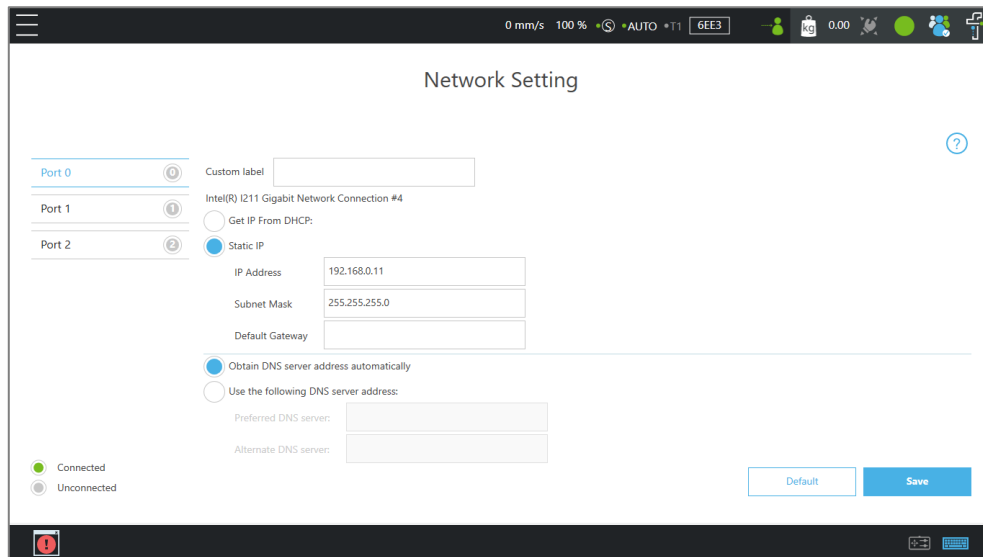 0 mm/s 100 % S AUTO T1 6EE3 kg 0.00
Network Setting
?
Port 0 0
Custom label
Intel(R) I211 Gigabit Network Connection #4
Port 1 1
Get IP From DHCP:
Port 2 2
Static IP
IP Address 192.168.0.11
Subnet Mask 255.255.255.0
Default Gateway
Obtain DNS server address automatically
Use the following DNS server address:
Preferred DNS server:
Alternate DNS server:
Connected
Unconnected
Default Save